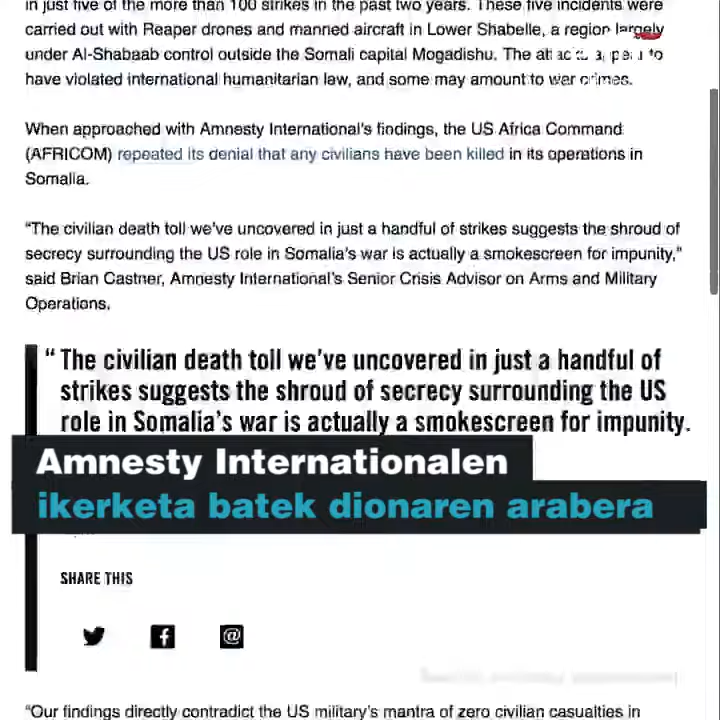 in just five of the more than 100 strikes in the past two years. These five incidents were
carried out with Reaper drones and manned aircraft in Lower Shabelle, a region largely
under Al-Shabaab control outside the Somali capital Mogadishu. The attacks appear to
have violated international humanitarian law, and some may amount to war crimes.
When approached with Amnesty International's findings, the US Africa Command
(AFRICOM) repeated its denial that any civilians have been killed in its operations in
Somalia.
“The civilian death toll we've uncovered in just a handful of strikes suggests the shroud of
secrecy surrounding the US role in Somalia's war is actually a smokescreen for impunity,”
said Brian Castner, Amnesty International's Senior Crisis Advisor on Arms and Military
Operations.
“ The civilian death toll we've uncovered in just a handful of
strikes suggests the shroud of secrecy surrounding the US
role in Somalia's war is actually a smokescreen for impunity.
Amnesty Internationalen
ikerketa batek dionaren arabera
SHARE THIS
“Our findings directly contradict the US military's mantra of zero civilian casualties in